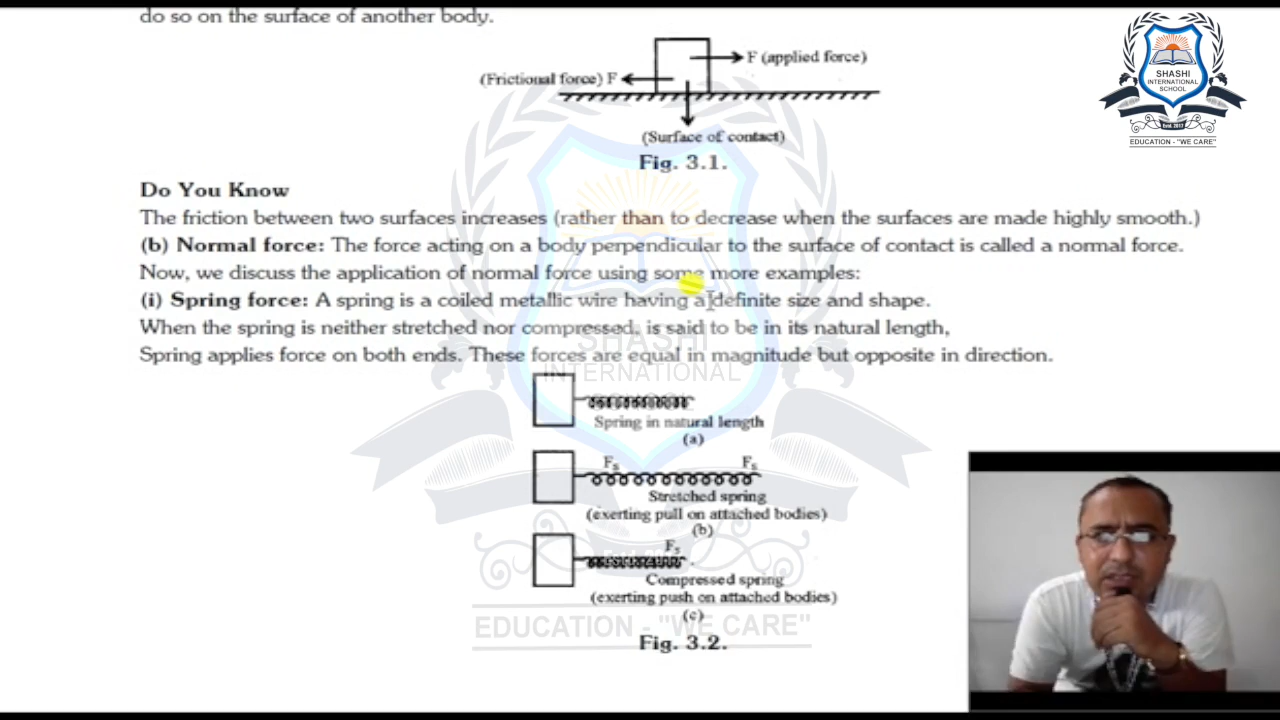 do so on the surface of another body.
F (applied force)
(Frictional force) F
(Surface of contact)
Fig. 3.1.
Do You Know
The friction between two surfaces increases (rather than to decrease when the surfaces are made highly smooth.)
(b) Normal force: The force acting on a body perpendicular to the surface of contact is called a normal force.
Now, we discuss the application of normal force using some more examples:
(i) Spring force: A spring is a coiled metallic wire having a definite size and shape.
When the spring is neither stretched nor compressed, is said to be in its natural length,
Spring applies force on both ends. These forces are equal in magnitude but opposite in direction.
Spring in natural length
(a)
Fs Fs
Stretched spring
(exerting pull on attached bodies)
(b)
Fs
Compressed spring
(exerting push on attached bodies)
(c)
Fig. 3.2.
SHASHI
INTERNATIONAL
SCHOOL
Estd. 2017
EDUCATION - "WE CARE"
SHASHI
INTERNATIONAL
SCHOOL
EDUCATION - "WE CARE"